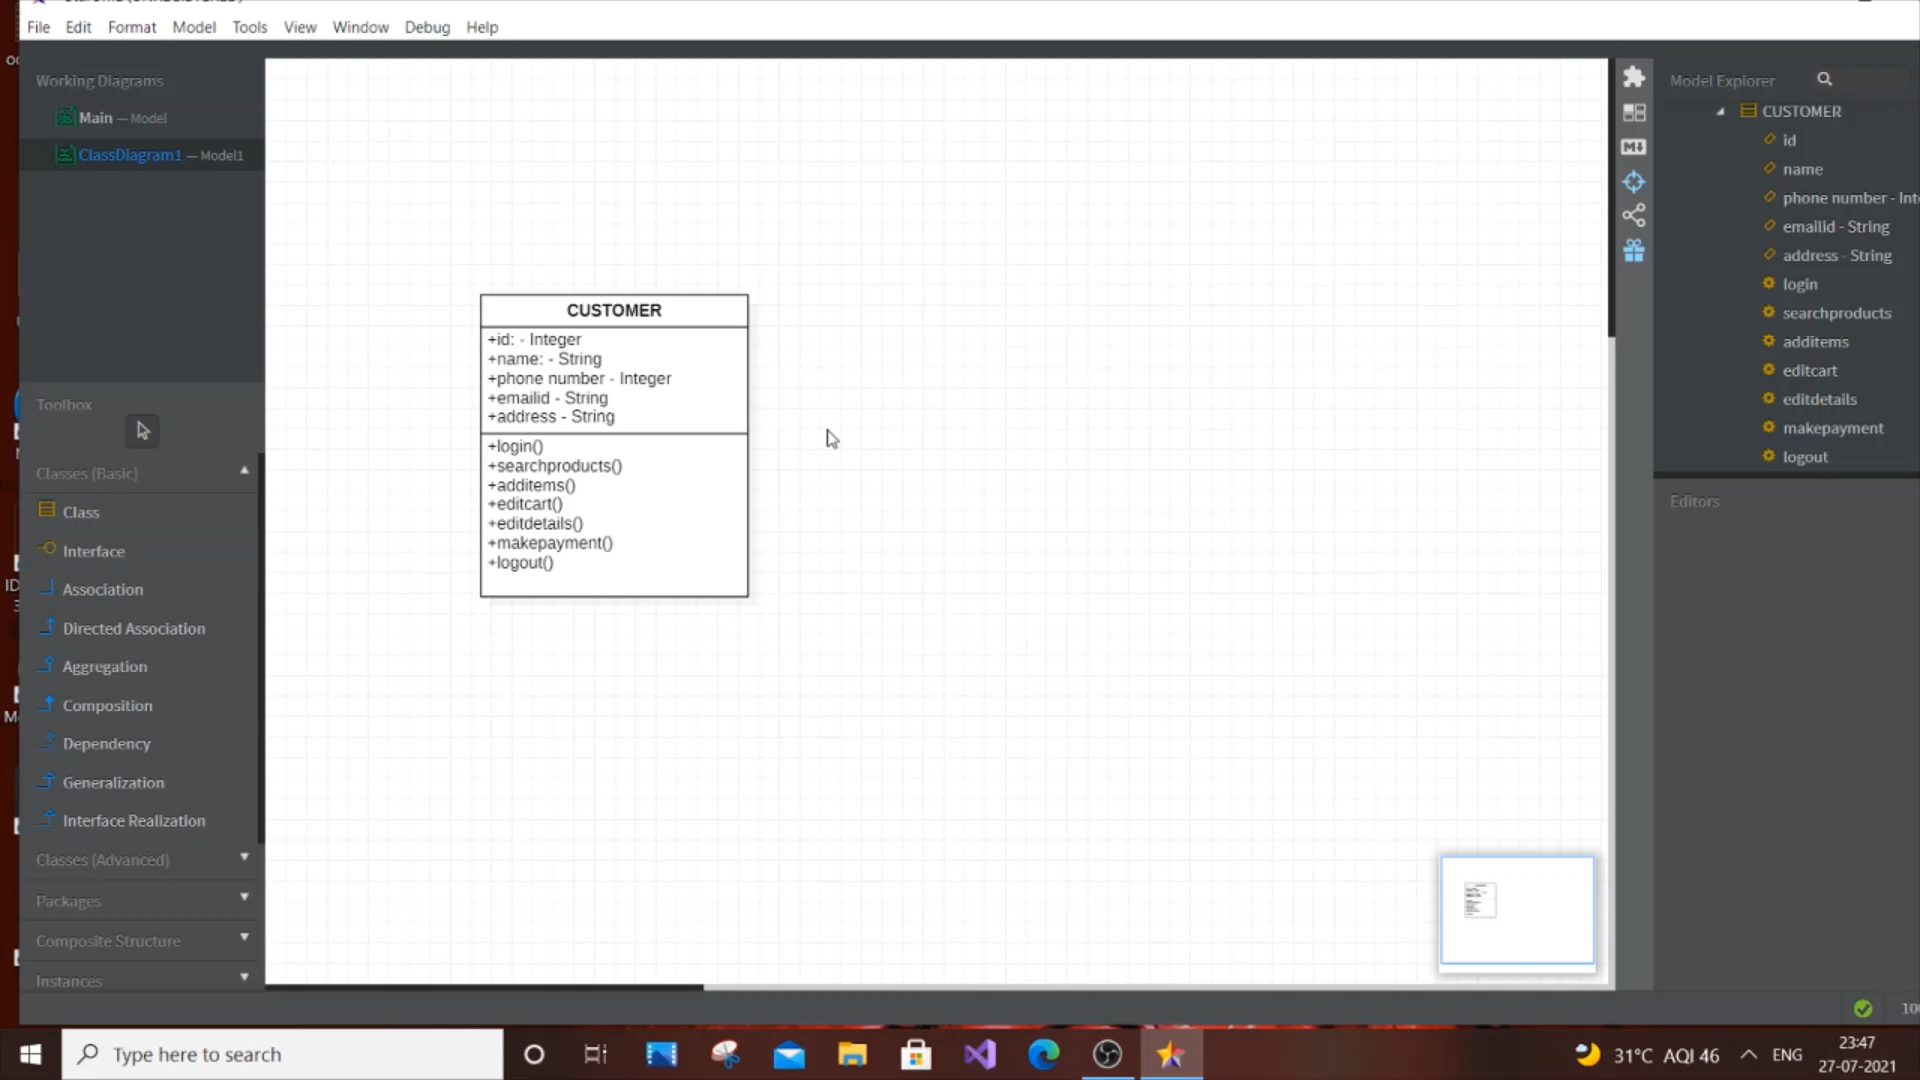 File Edit Format Model Tools View Window Debug Help
Working Diagrams
Main — Model
ClassDiagram1 — Model1
Toolbox
Classes (Basic)
Class
Interface
Association
Directed Association
Aggregation
Composition
Dependency
Generalization
Interface Realization
Classes (Advanced)
Packages
Composite Structure
Instances
CUSTOMER
+id: - Integer
+name: - String
+phone number - Integer
+emailid - String
+address - String
+login()
+searchproducts()
+additems()
+editcart()
+editdetails()
+makepayment()
+logout()
M
Model Explorer
CUSTOMER
id
name
phone number - Int
emailid - String
address - String
login
searchproducts
additems
editcart
editdetails
makepayment
logout
Editors
Type here to search
31°C AQI 46
ENG
23:47
27-07-2021